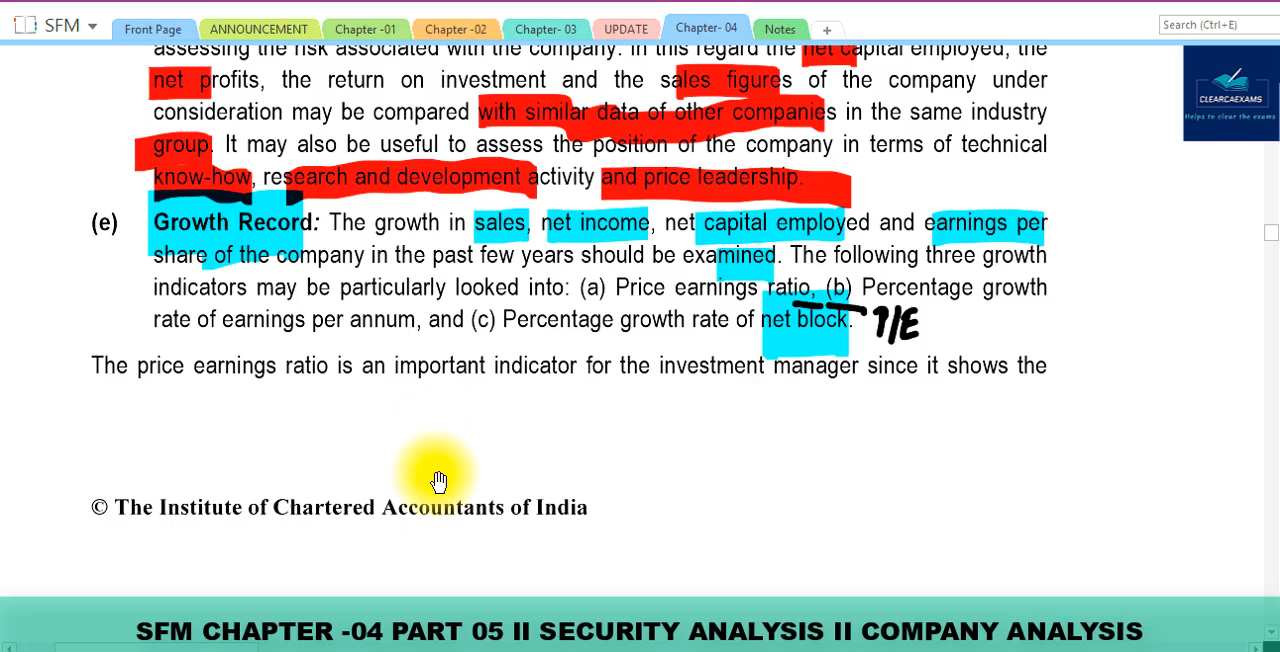 SFM
Front Page
ANNOUNCEMENT
Chapter -01
Chapter -02
Chapter- 03
UPDATE
Chapter- 04
Notes
Search (Ctrl+E)
assessing the risk associated with the company. In this regard the net capital employed, the
net profits, the return on investment and the sales figures of the company under
consideration may be compared with similar data of other companies in the same industry
group. It may also be useful to assess the position of the company in terms of technical
know-how, research and development activity and price leadership.
CLEARCAEXAMS
Helps to clear the exams
(e) Growth Record: The growth in sales, net income, net capital employed and earnings per
share of the company in the past few years should be examined. The following three growth
indicators may be particularly looked into: (a) Price earnings ratio, (b) Percentage growth
rate of earnings per annum, and (c) Percentage growth rate of net block.
P/E
The price earnings ratio is an important indicator for the investment manager since it shows the
© The Institute of Chartered Accountants of India
SFM CHAPTER -04 PART 05 II SECURITY ANALYSIS II COMPANY ANALYSIS